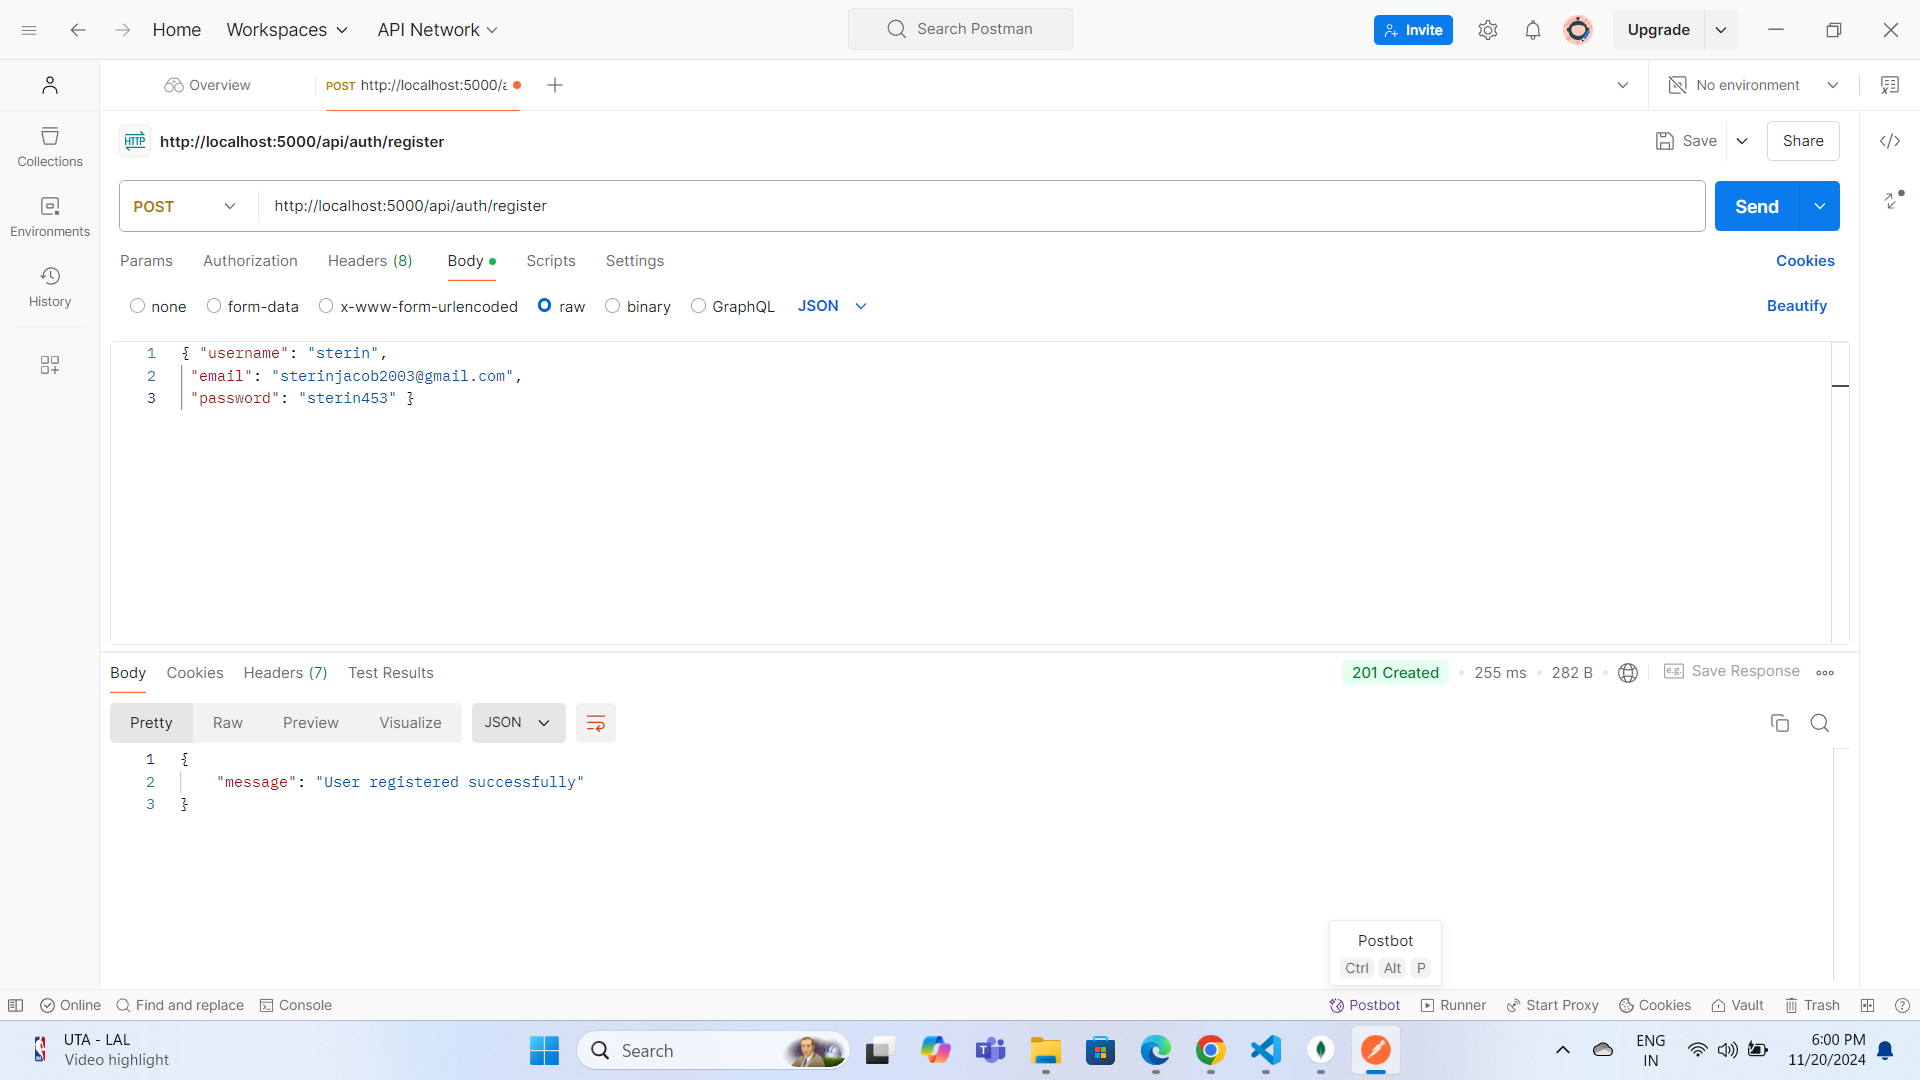 Home Workspaces API Network Search Postman Invite Upgrade
Overview POST http://localhost:5000/a No environment
HTTP http://localhost:5000/api/auth/register Save Share
Collections
Environments
History
POST http://localhost:5000/api/auth/register Send
Params Authorization Headers (8) Body Scripts Settings Cookies
none form-data x-www-form-urlencoded raw binary GraphQL JSON Beautify
1 { "username": "sterin",
2 "email": "sterinjacob2003@gmail.com",
3 "password": "sterin453" }
Body Cookies Headers (7) Test Results 201 Created 255 ms 282 B e.g. Save Response
Pretty Raw Preview Visualize JSON
1 {
2 "message": "User registered successfully"
3 }
Postbot
Ctrl Alt P
Online Find and replace Console Postbot Runner Start Proxy Cookies Vault Trash
UTA - LAL
Video highlight
Search
ENG
IN
6:00 PM
11/20/2024